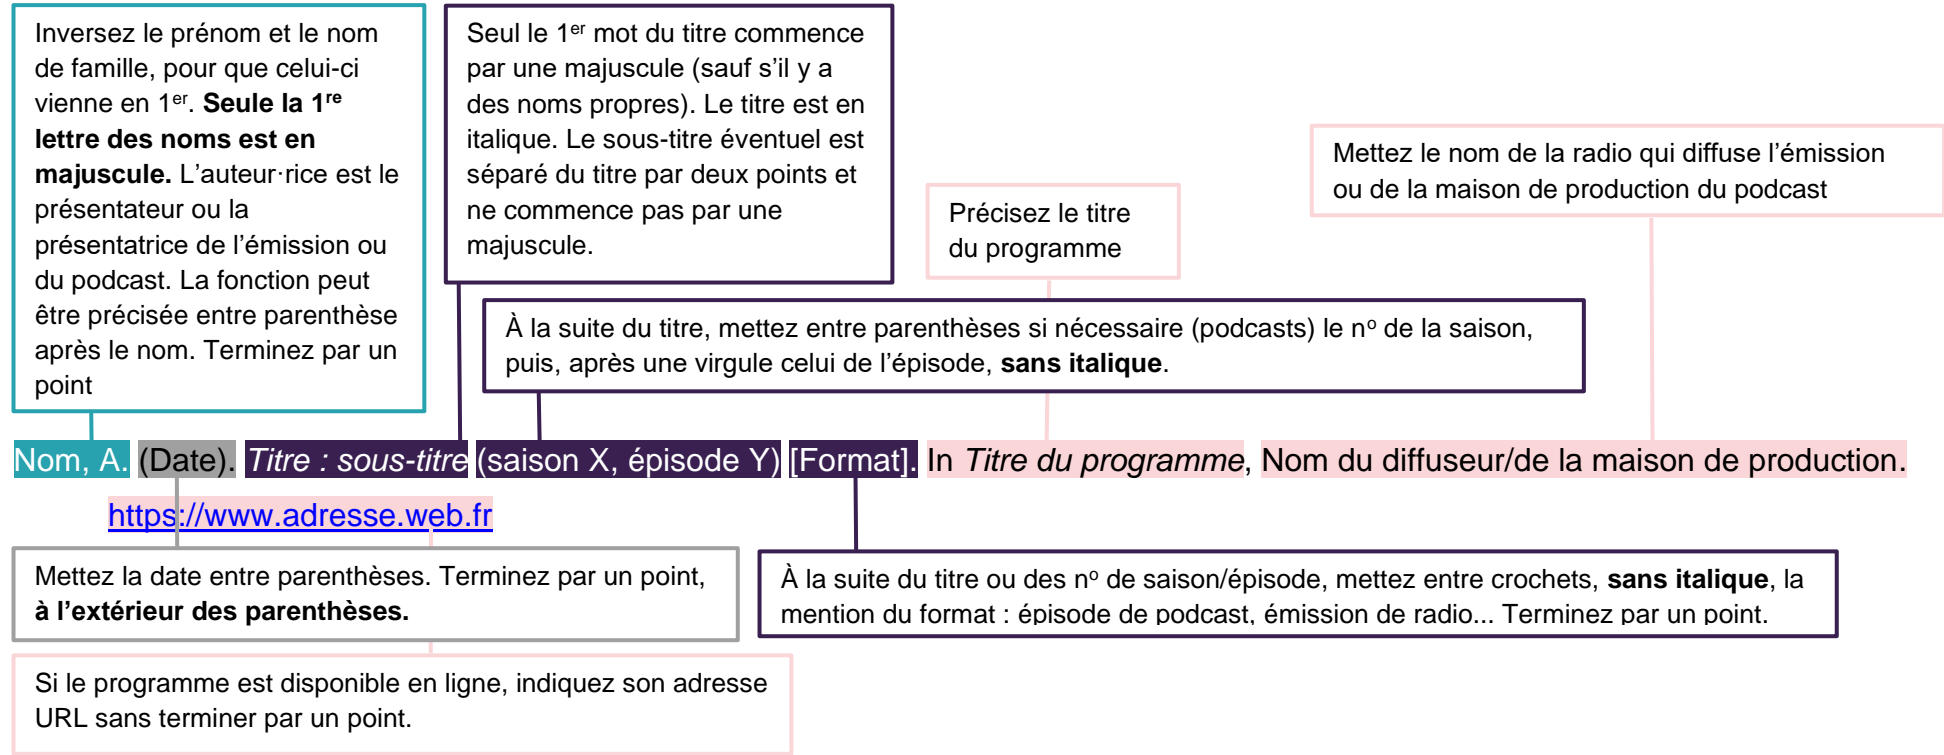 Inversez le prénom et le nom
de famille, pour que celui-ci
vienne en 1er. Seule la 1re
lettre des noms est en
majuscule. L’auteur·rice est le
présentateur ou la
présentatrice de l’émission ou
du podcast. La fonction peut
être précisée entre parenthèse
après le nom. Terminez par un
point
Seul le 1er mot du titre commence
par une majuscule (sauf s’il y a
des noms propres). Le titre est en
italique. Le sous-titre éventuel est
séparé du titre par deux points et
ne commence pas par une
majuscule.
Précisez le titre
du programme
Mettez le nom de la radio qui diffuse l’émission
ou de la maison de production du podcast
À la suite du titre, mettez entre parenthèses si nécessaire (podcasts) le nº de la saison,
puis, après une virgule celui de l’épisode, sans italique.
Nom, A. (Date). Titre : sous-titre (saison X, épisode Y) [Format]. In Titre du programme, Nom du diffuseur/de la maison de production.
https://www.adresse.web.fr
Mettez la date entre parenthèses. Terminez par un point,
à l’extérieur des parenthèses.
À la suite du titre ou des nº de saison/épisode, mettez entre crochets, sans italique, la
mention du format : épisode de podcast, émission de radio... Terminez par un point.
Si le programme est disponible en ligne, indiquez son adresse
URL sans terminer par un point.